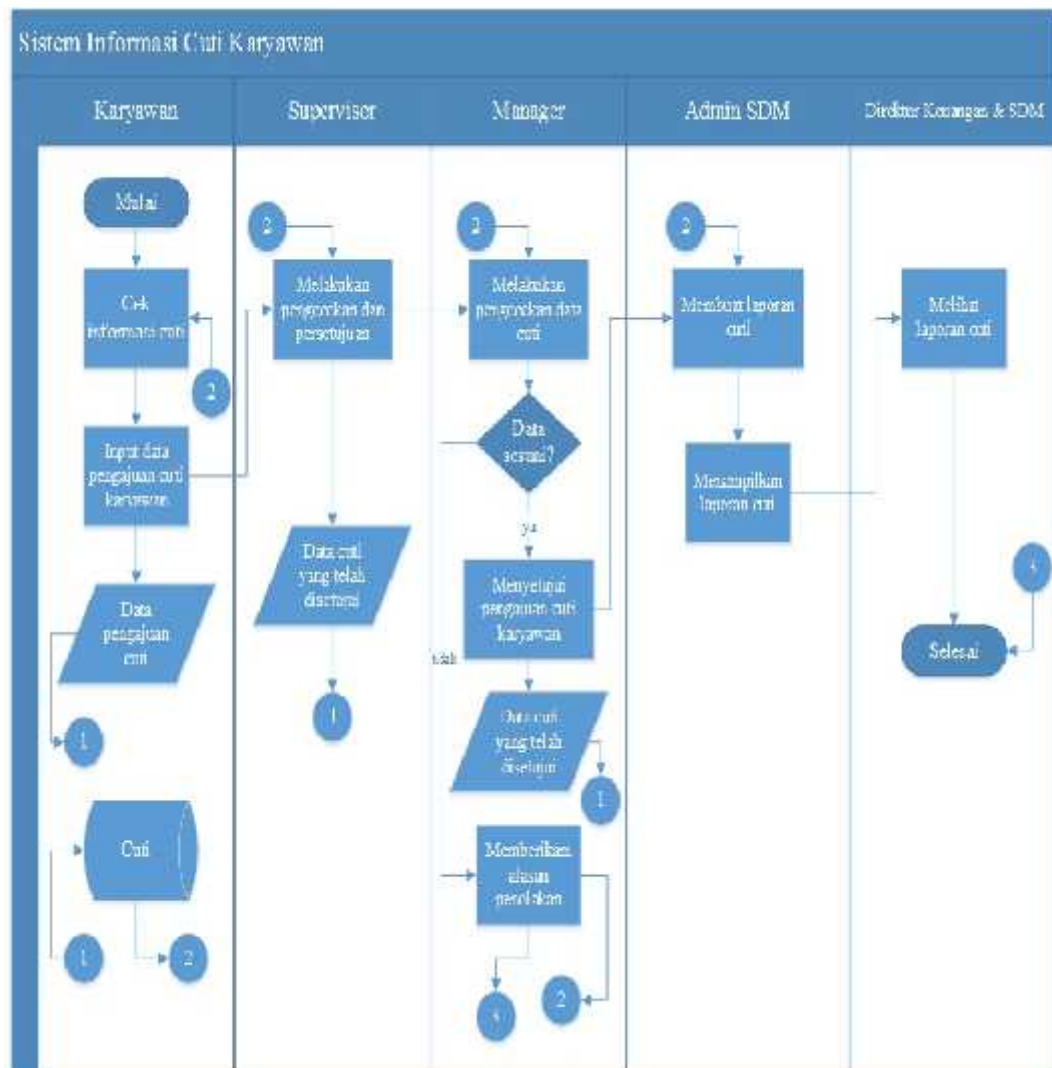 Sistem Informasi Cuti Karyawan
Karyawan
Supervisor
Manager
Admin SDM
Direktur Keuangan & SDM
Mulai
Cek
informasi cuti
2
Input data
pengajuan cuti
karyawan
Data
pengajuan
cuti
1
Cuti
1
2
2
Melakukan
pengecekan dan
persetujuan
Data cuti
yang telah
disetujui
1
2
Melakukan
pengecekan data
cuti
Data
sesuai?
ya
tidak
Menyetujui
pengajuan cuti
karyawan
Data cuti
yang telah
disetujui
1
Memberikan
alasan
penolakan
3
2
2
Membuat laporan
cuti
Menampilkan
laporan cuti
Melihat
laporan cuti
3
Selesai